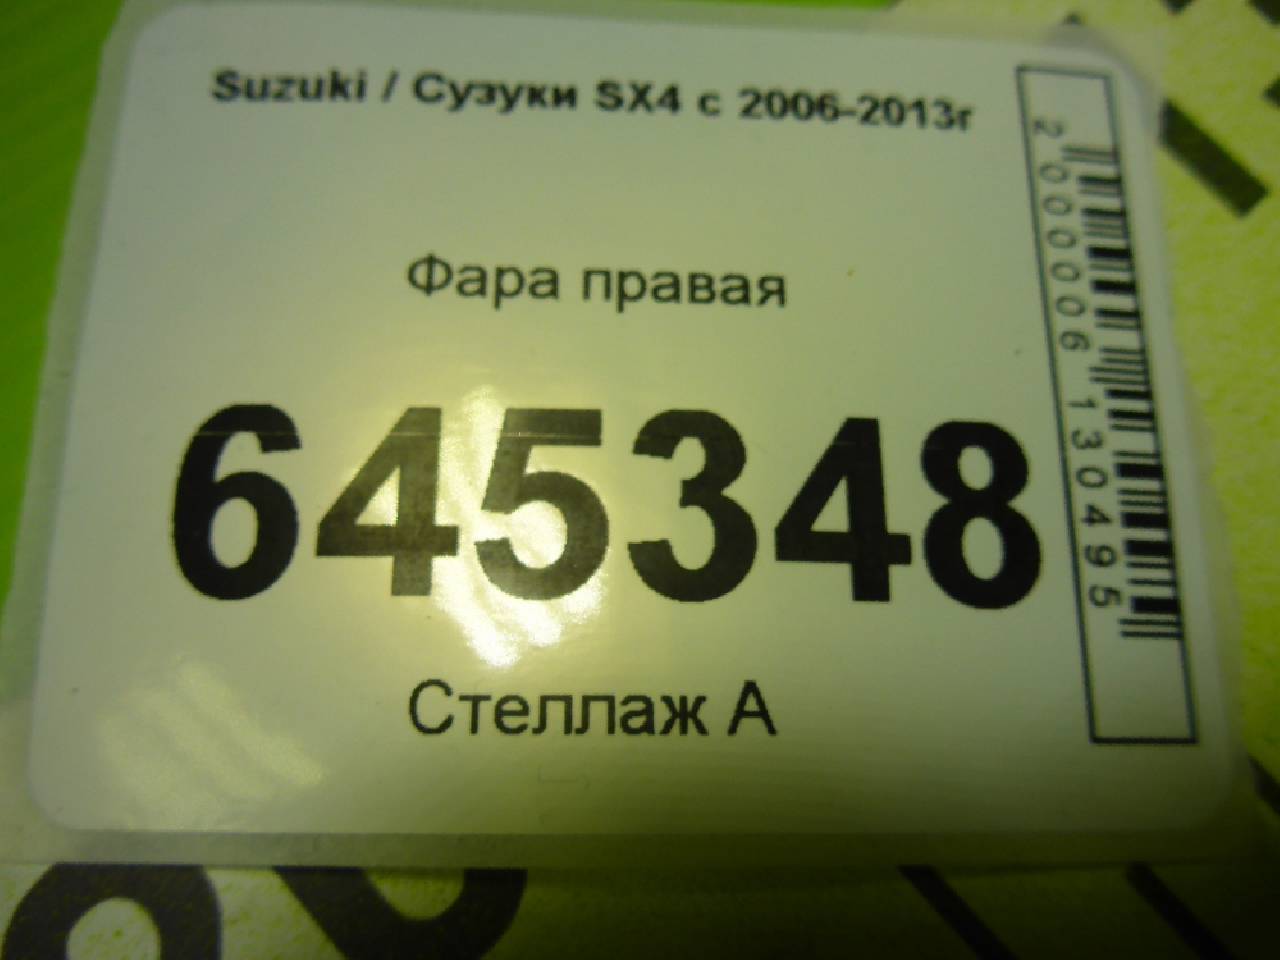 Suzuki / Сузуки SX4 с 2006-2013г
Фара правая
645348
Стеллаж А
2000006130495